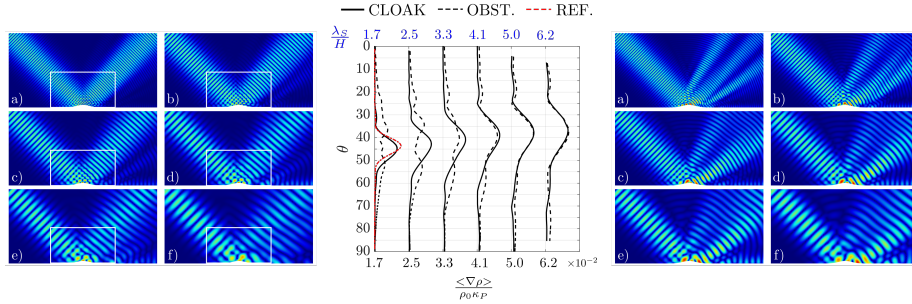 CLOAK OBST. REF.
λ_S/H 1.7 2.5 3.3 4.1 5.0 6.2
a) b)
c) d)
e) f)
θ
0
10
20
30
40
50
60
70
80
90
1.7 2.5 3.3 4.1 5.0 6.2 ×10⁻²
<∇ρ>/ρ₀κ_P
a) b)
c) d)
e) f)